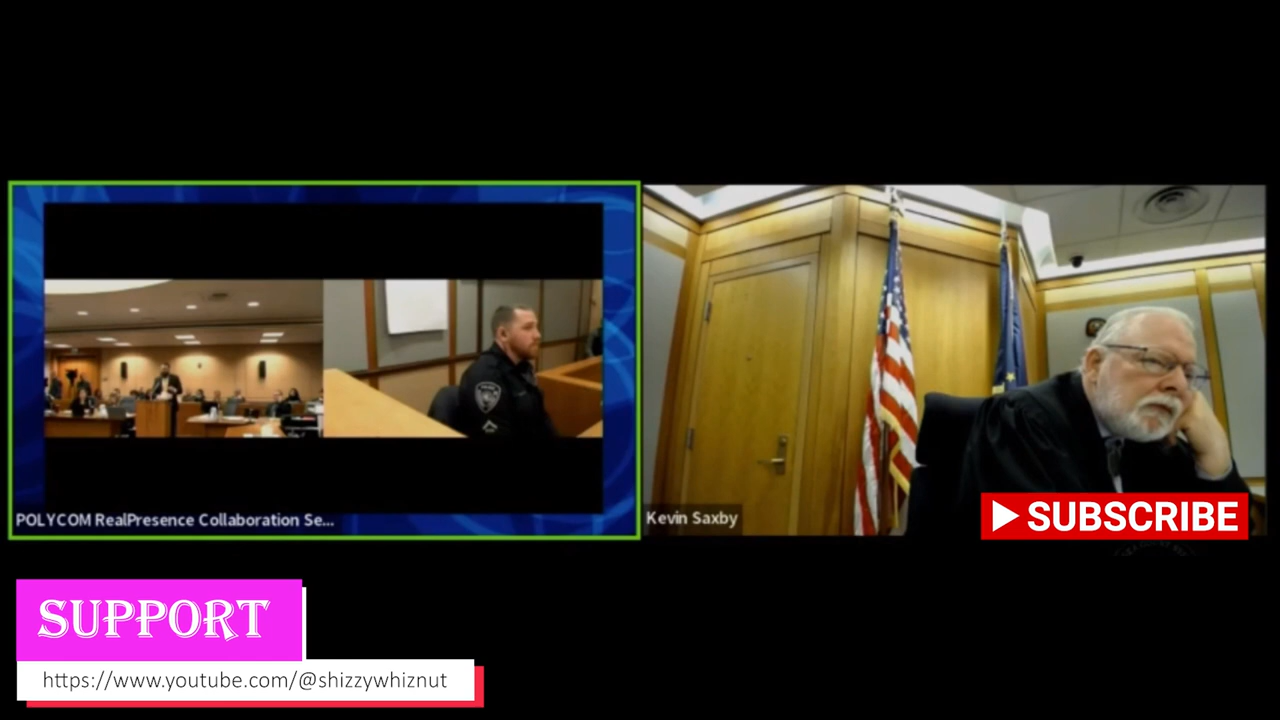 POLYCOM RealPresence Collaboration Se...
Kevin Saxby
SUBSCRIBE
SUPPORT
https://www.youtube.com/@shizzywhiznut